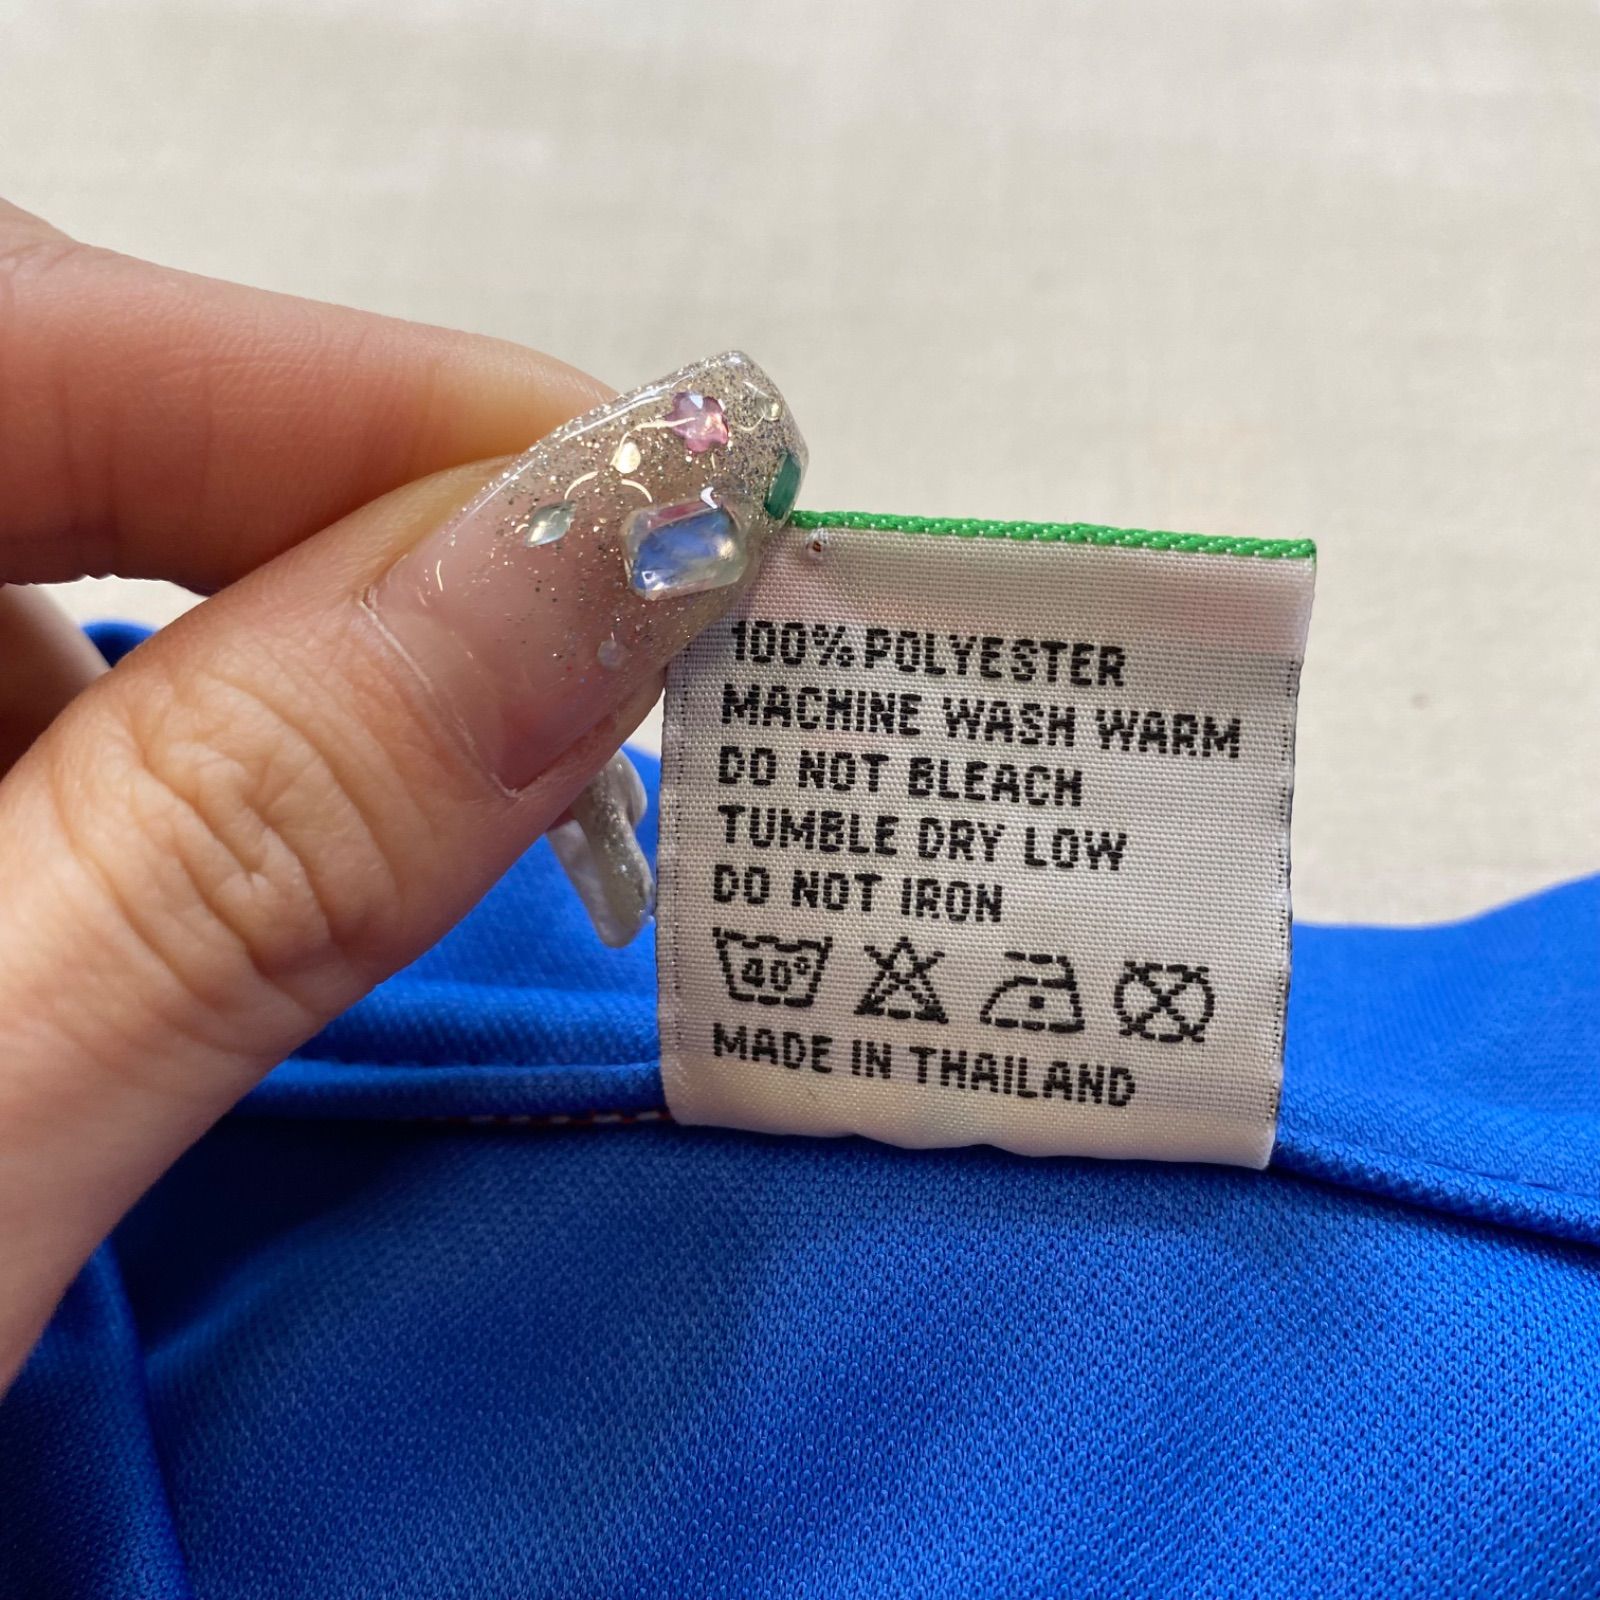 100% POLYESTER
MACHINE WASH WARM
DO NOT BLEACH
TUMBLE DRY LOW
DO NOT IRON
40°
MADE IN THAILAND